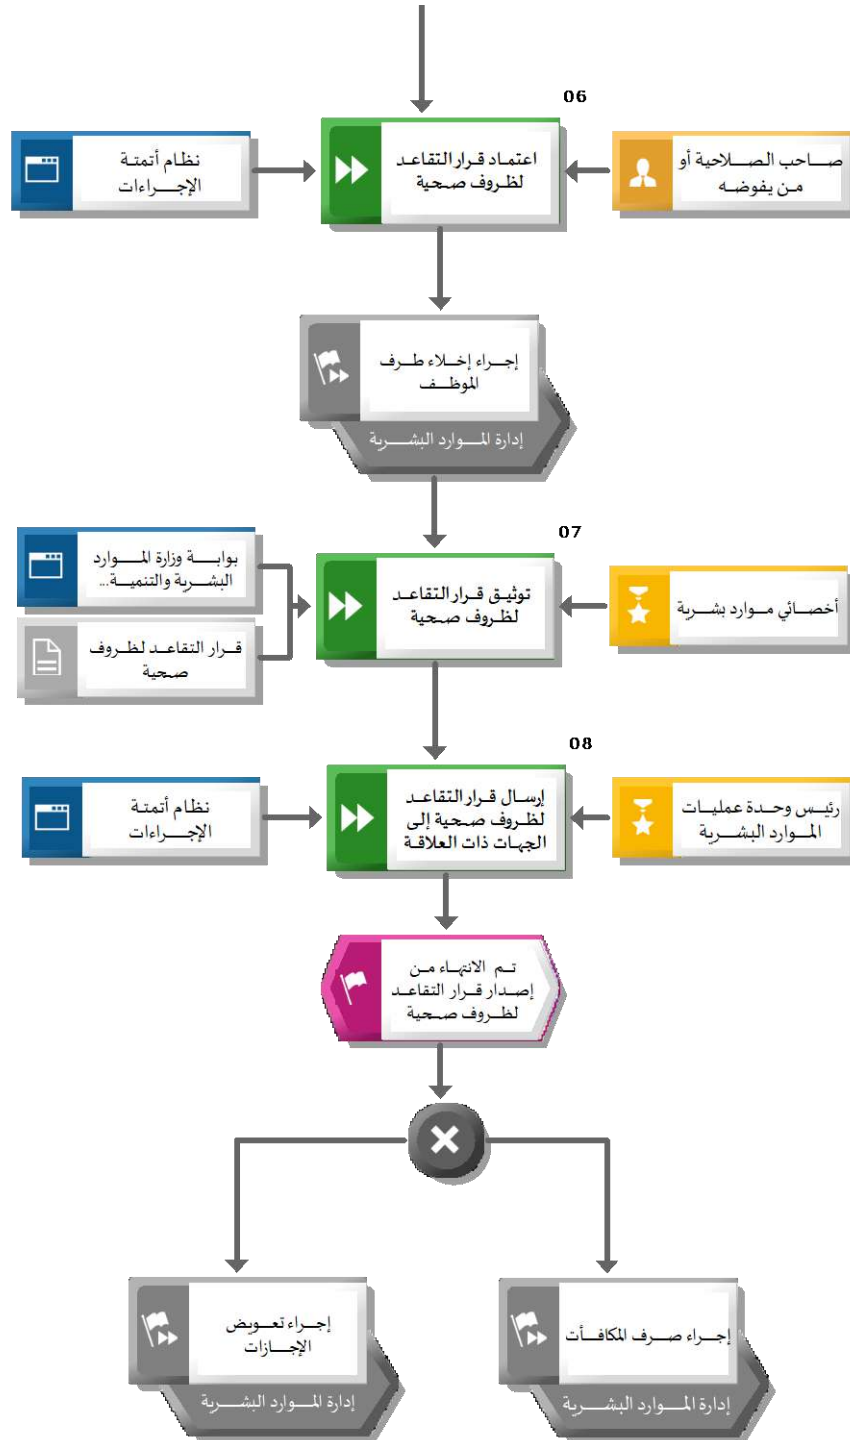 06
صاحب الصلاحية أو
من يفوضه
اعتماد قرار التقاعد
لظروف صحية
نظام أتمتة
الإجراءات
إجراء إخلاء طرف
الموظف
إدارة الموارد البشرية
07
أخصائي موارد بشرية
توثيق قرار التقاعد
لظروف صحية
بوابة وزارة الموارد
البشرية والتنمية...
قرار التقاعد لظروف
صحية
08
رئيس وحدة عمليات
الموارد البشرية
إرسال قرار التقاعد
لظروف صحية إلى
الجهات ذات العلاقة
نظام أتمتة
الإجراءات
تم الانتهاء من
إصدار قرار التقاعد
لظروف صحية
إجراء صرف المكافأت
إدارة الموارد البشرية
إجراء تعويض
الإجازات
إدارة الموارد البشرية